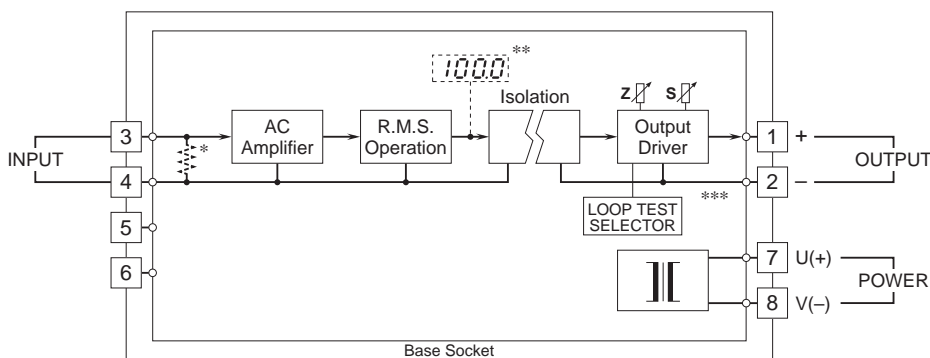 100.0 **
Isolation
Z S
3
*
AC
Amplifier
R.M.S.
Operation
Output
Driver
1 +
INPUT
OUTPUT
4
2 –
***
LOOP TEST
SELECTOR
5
6
7 U(+)
POWER
8 V(–)
Base Socket